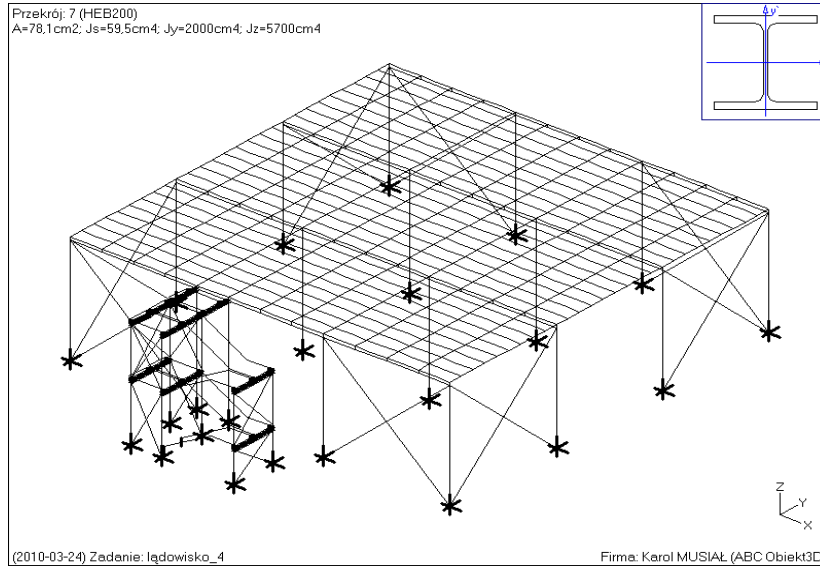 Przekrój: 7 (HEB200)
A=78,1cm2; Js=59,5cm4; Jy=2000cm4; Jz=5700cm4
y'
Z
Y
X
(2010-03-24) Zadanie: lądowisko_4
Firma: Karol MUSIAŁ (ABC Obiekt3D